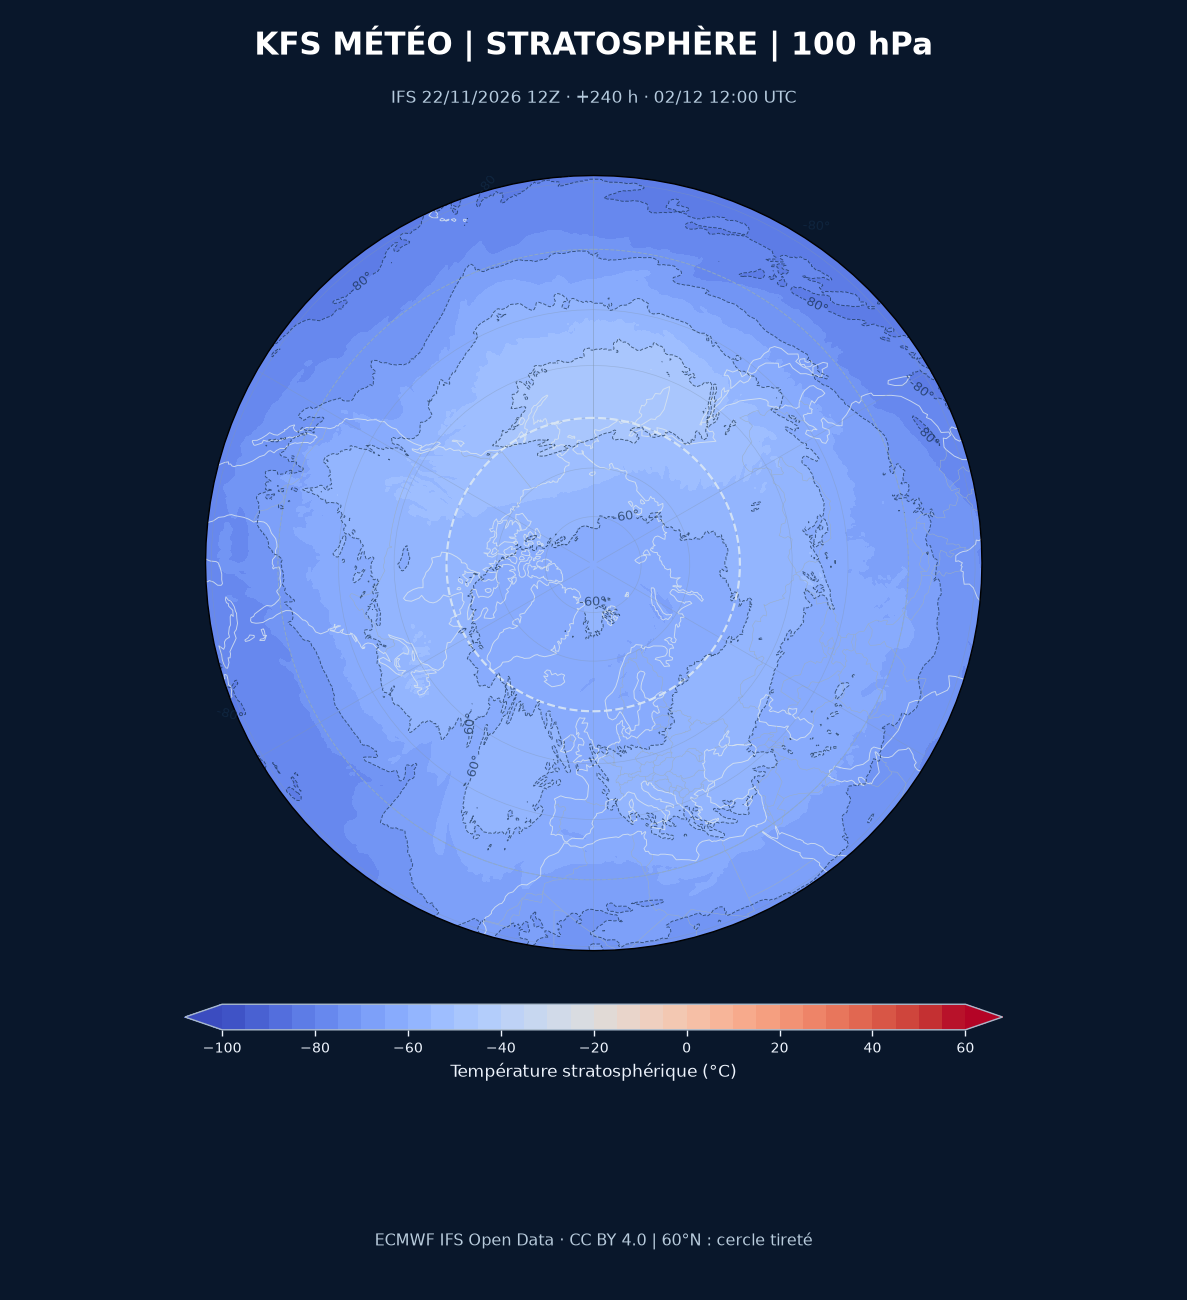 KFS MÉTÉO | STRATOSPHÈRE | 100 hPa
IFS 22/11/2026 12Z · +240 h · 02/12 12:00 UTC
-80°
-80°
80°
-80°
-80°
60°
-60°
-80°
60°
60°
−100 −80 −60 −40 −20 0 20 40 60
Température stratosphérique (°C)
ECMWF IFS Open Data · CC BY 4.0 | 60°N : cercle tireté